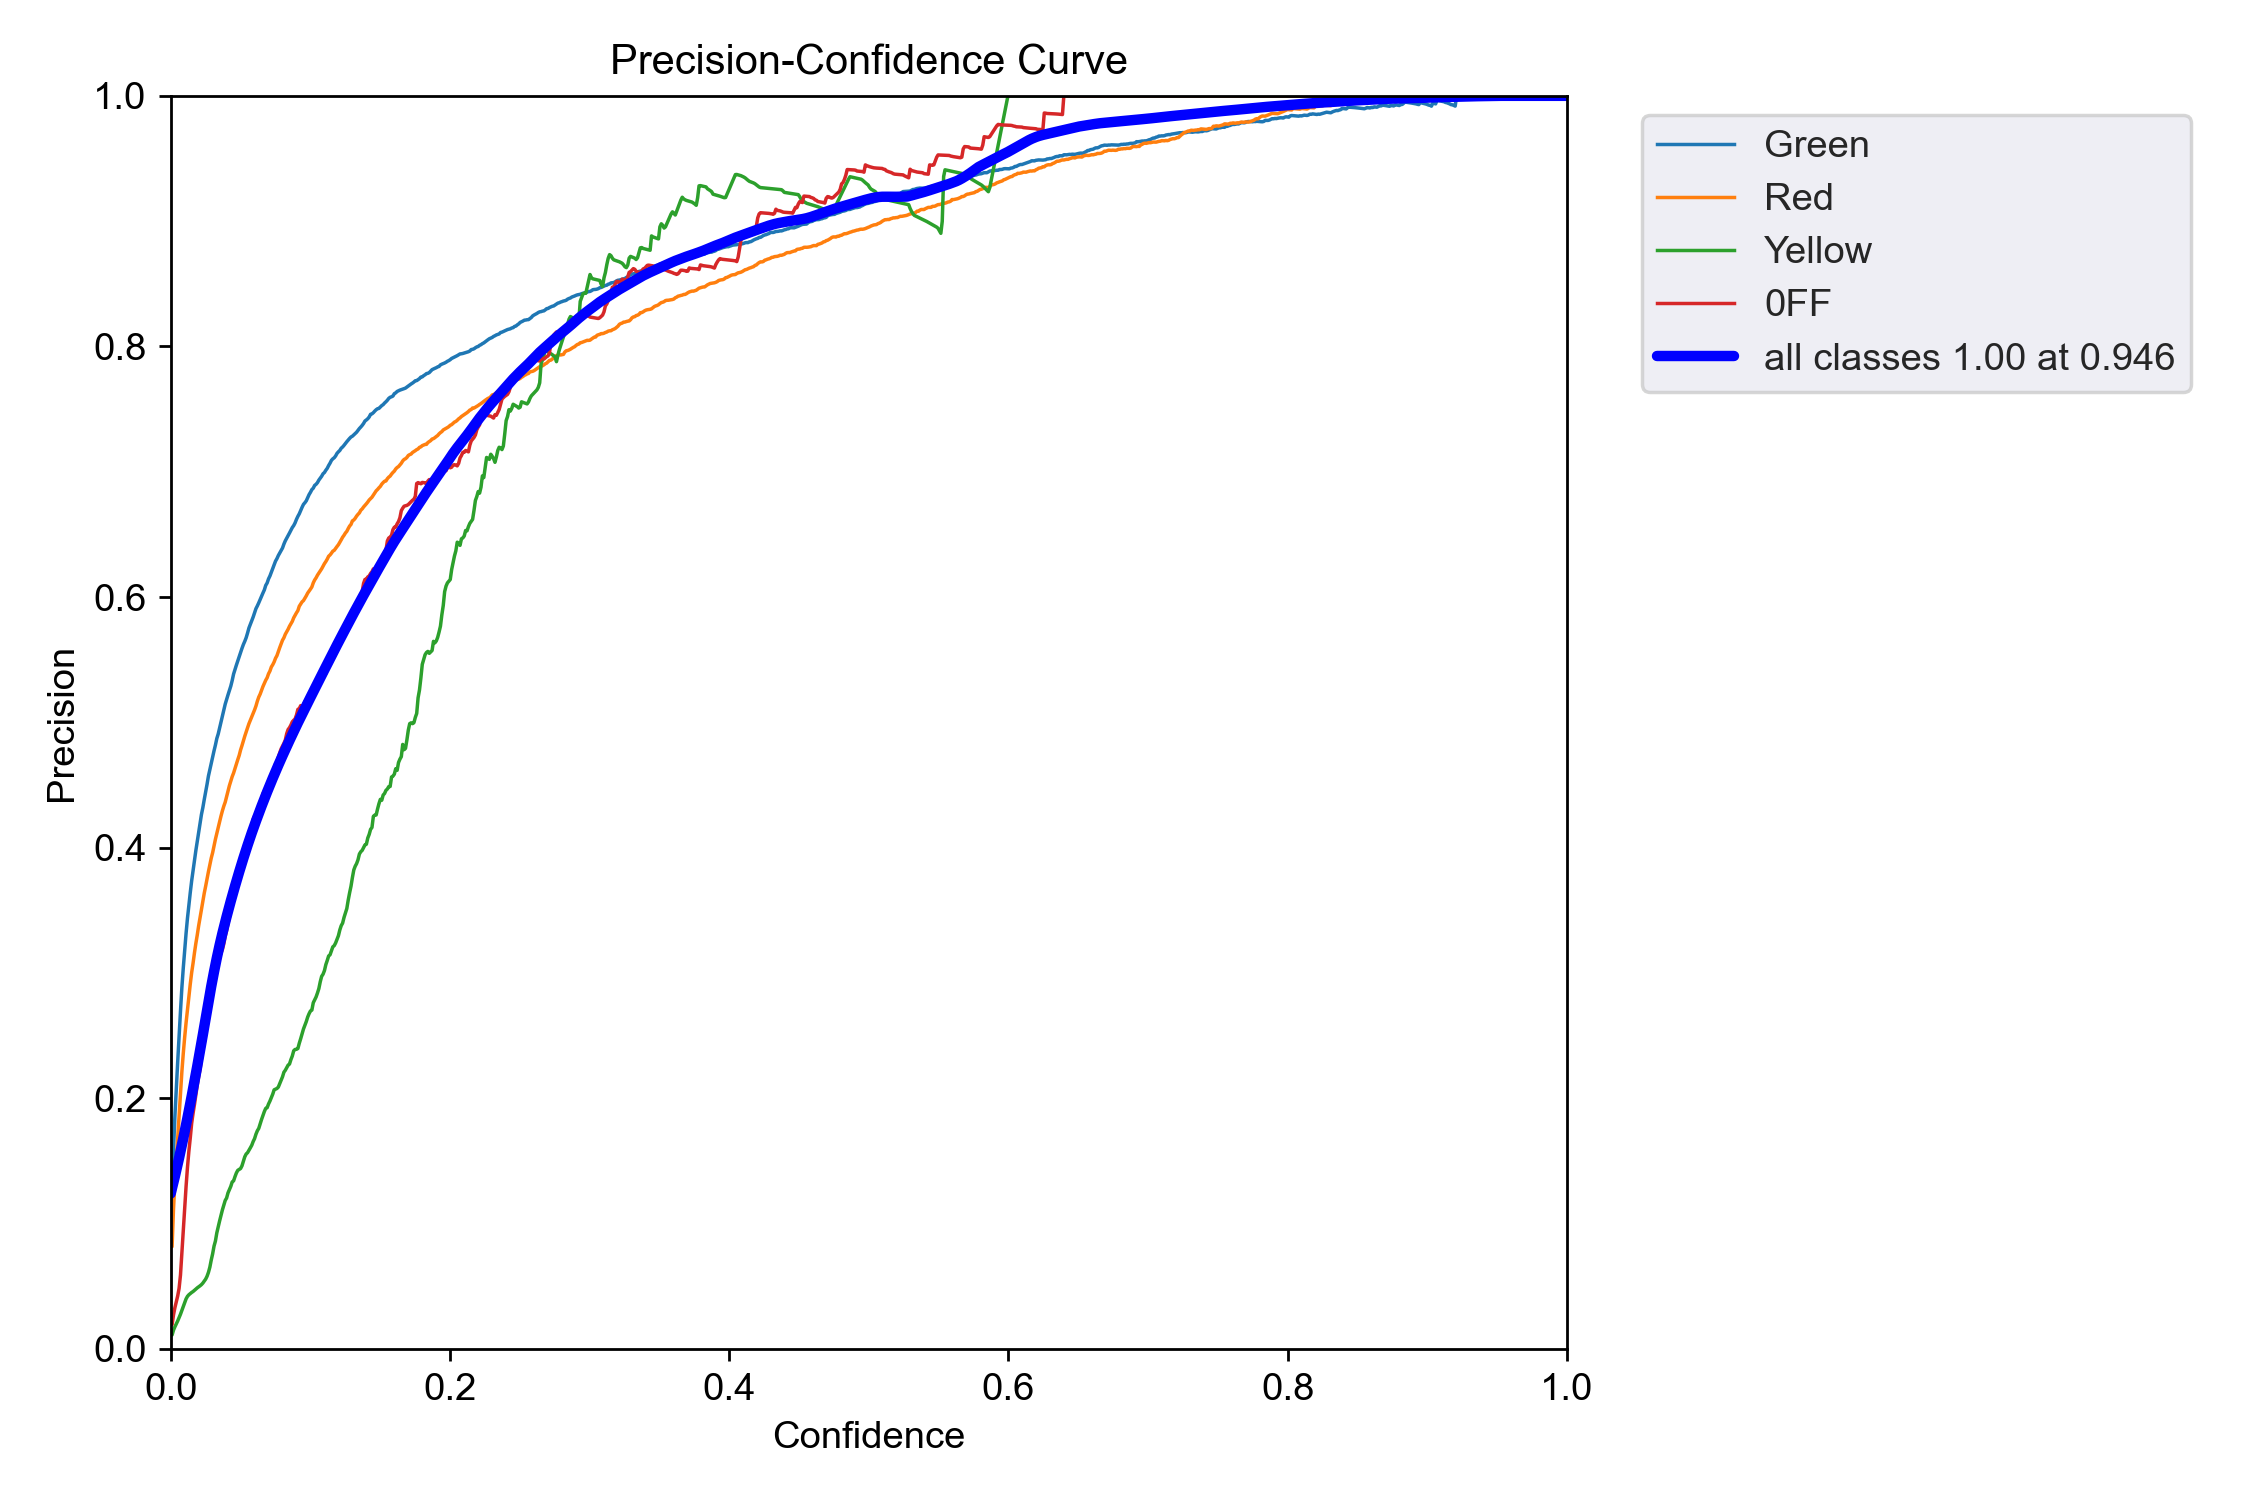 Precision-Confidence Curve
1.0
0.8
0.6
0.4
0.2
0.0
Precision
0.0 0.2 0.4 0.6 0.8 1.0
Confidence
Green
Red
Yellow
0FF
all classes 1.00 at 0.946